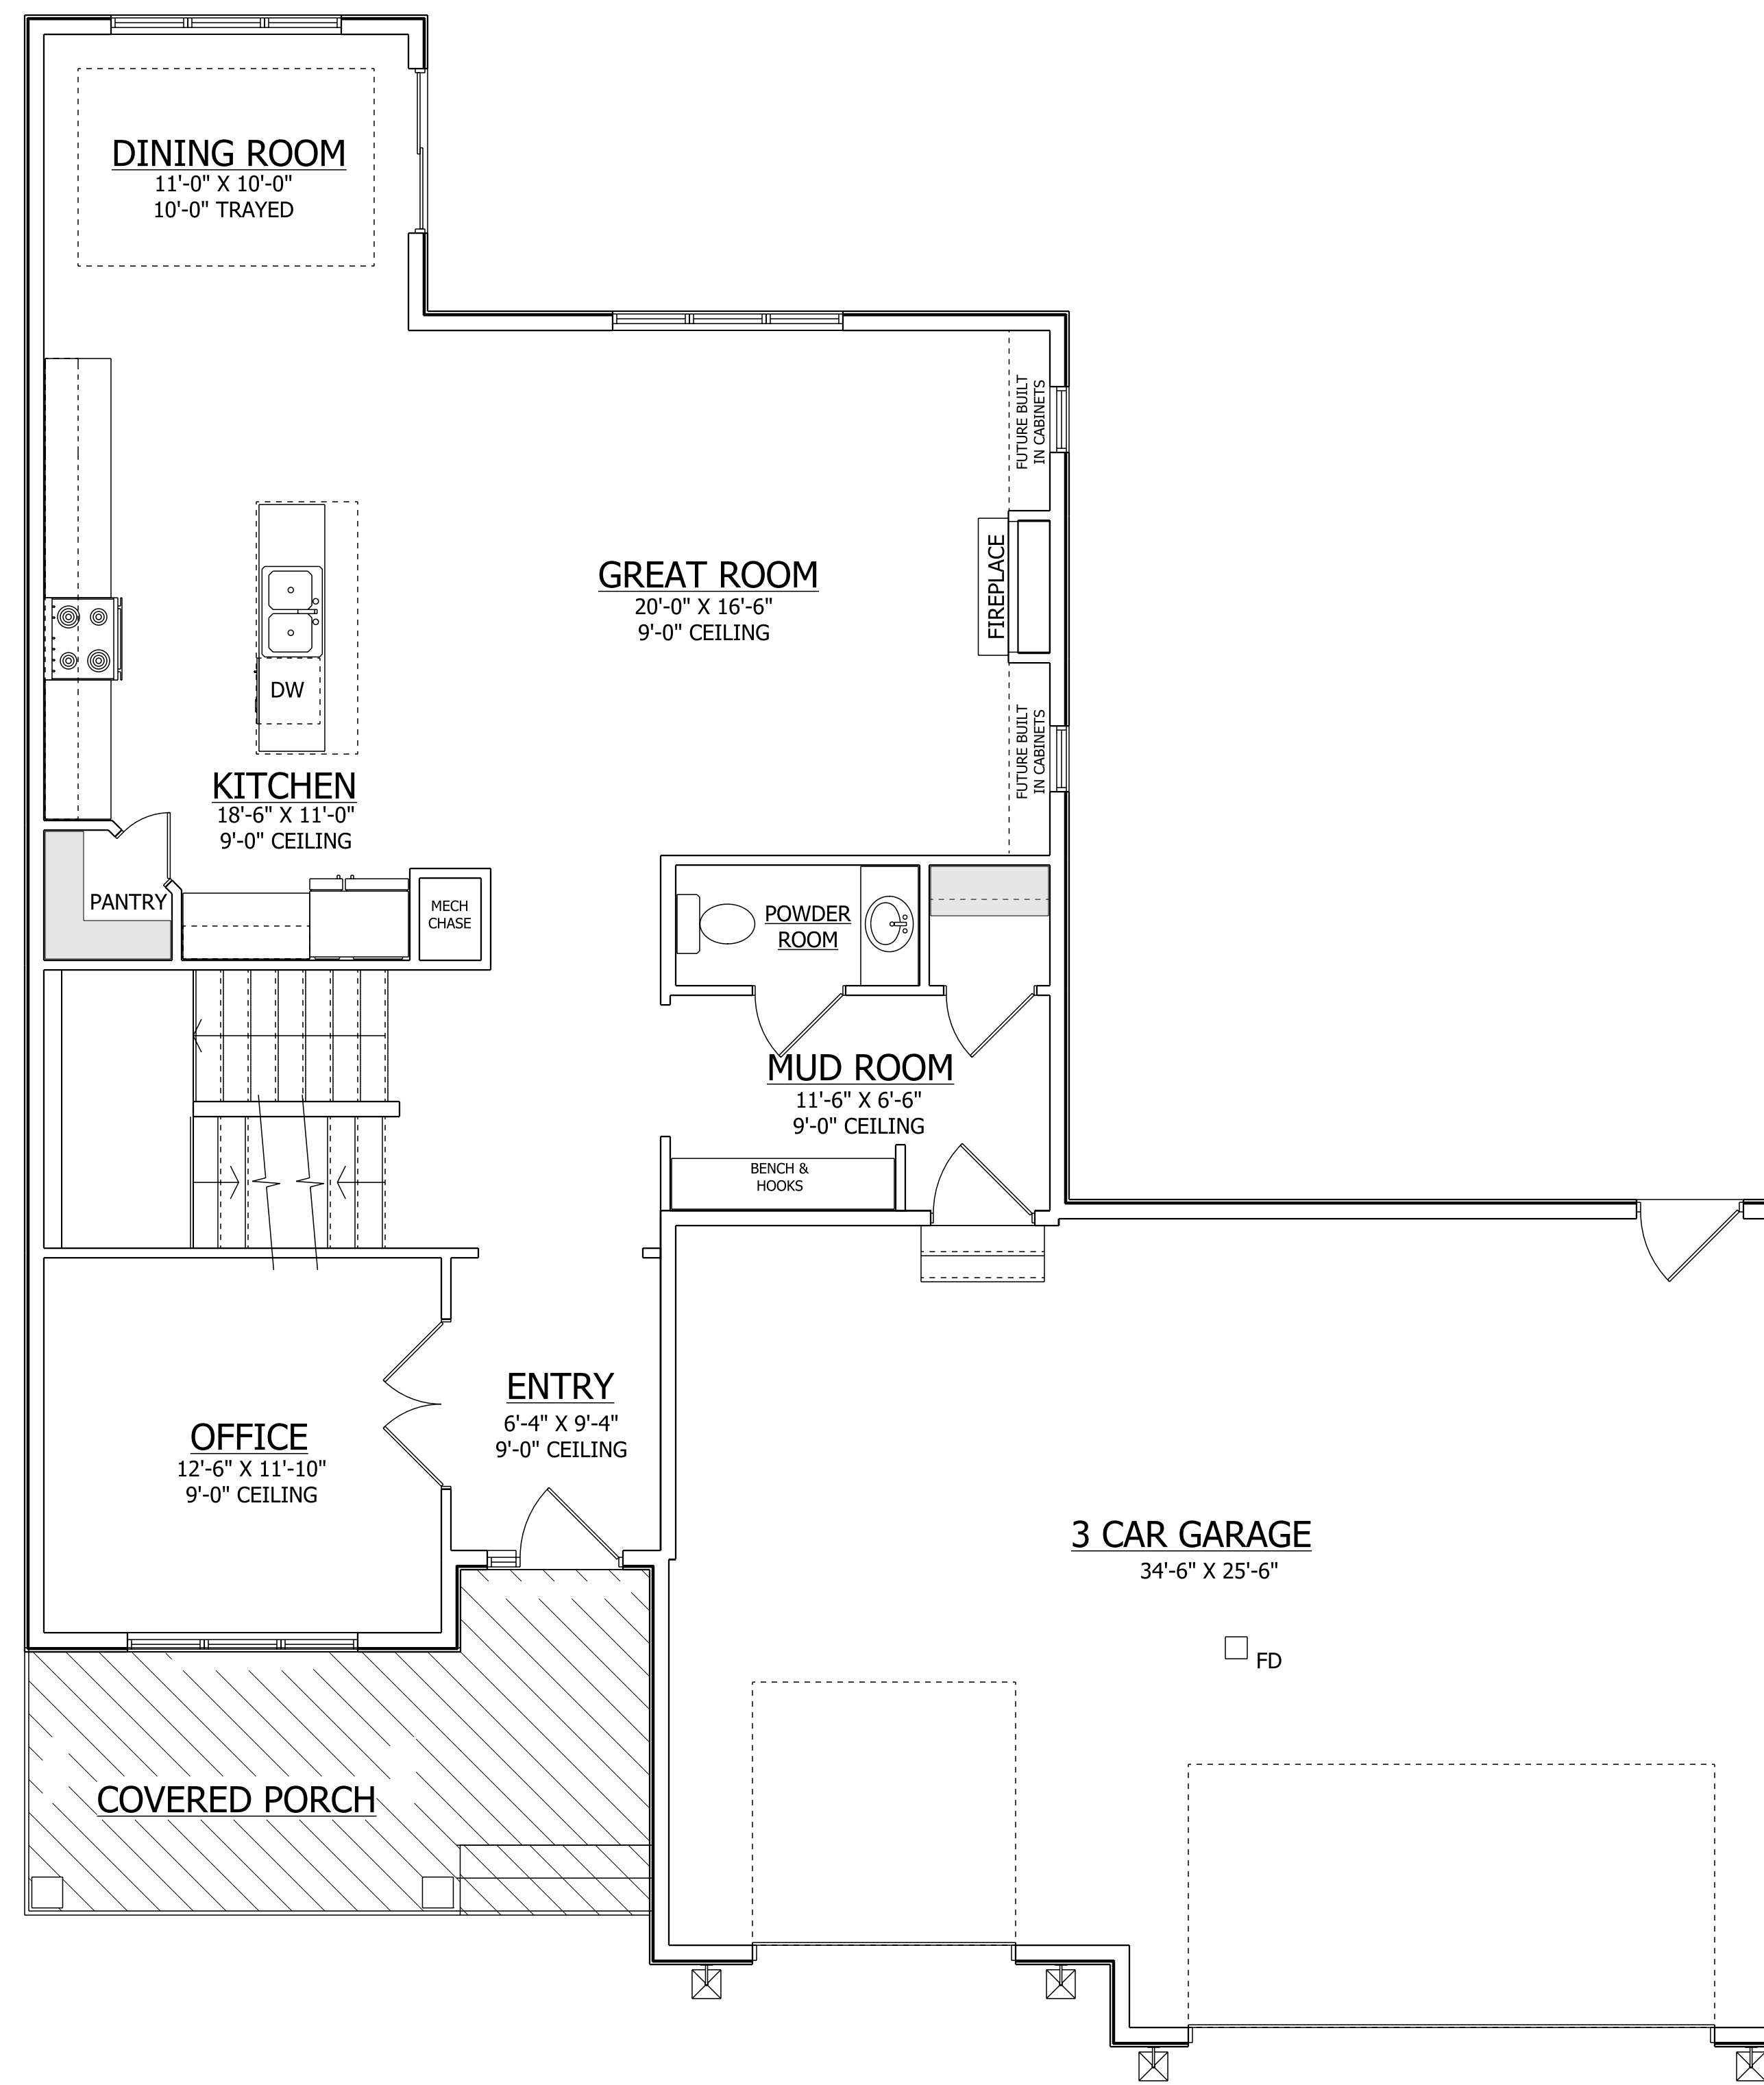 DINING ROOM
11'-0" X 10'-0"
10'-0" TRAYED
FUTURE BUILT
IN CABINETS
GREAT ROOM
20'-0" X 16'-6"
9'-0" CEILING
FIREPLACE
DW
FUTURE BUILT
IN CABINETS
KITCHEN
18'-6" X 11'-0"
9'-0" CEILING
PANTRY
MECH
CHASE
POWDER
ROOM
MUD ROOM
11'-6" X 6'-6"
9'-0" CEILING
BENCH &
HOOKS
ENTRY
6'-4" X 9'-4"
9'-0" CEILING
OFFICE
12'-6" X 11'-10"
9'-0" CEILING
3 CAR GARAGE
34'-6" X 25'-6"
FD
COVERED PORCH